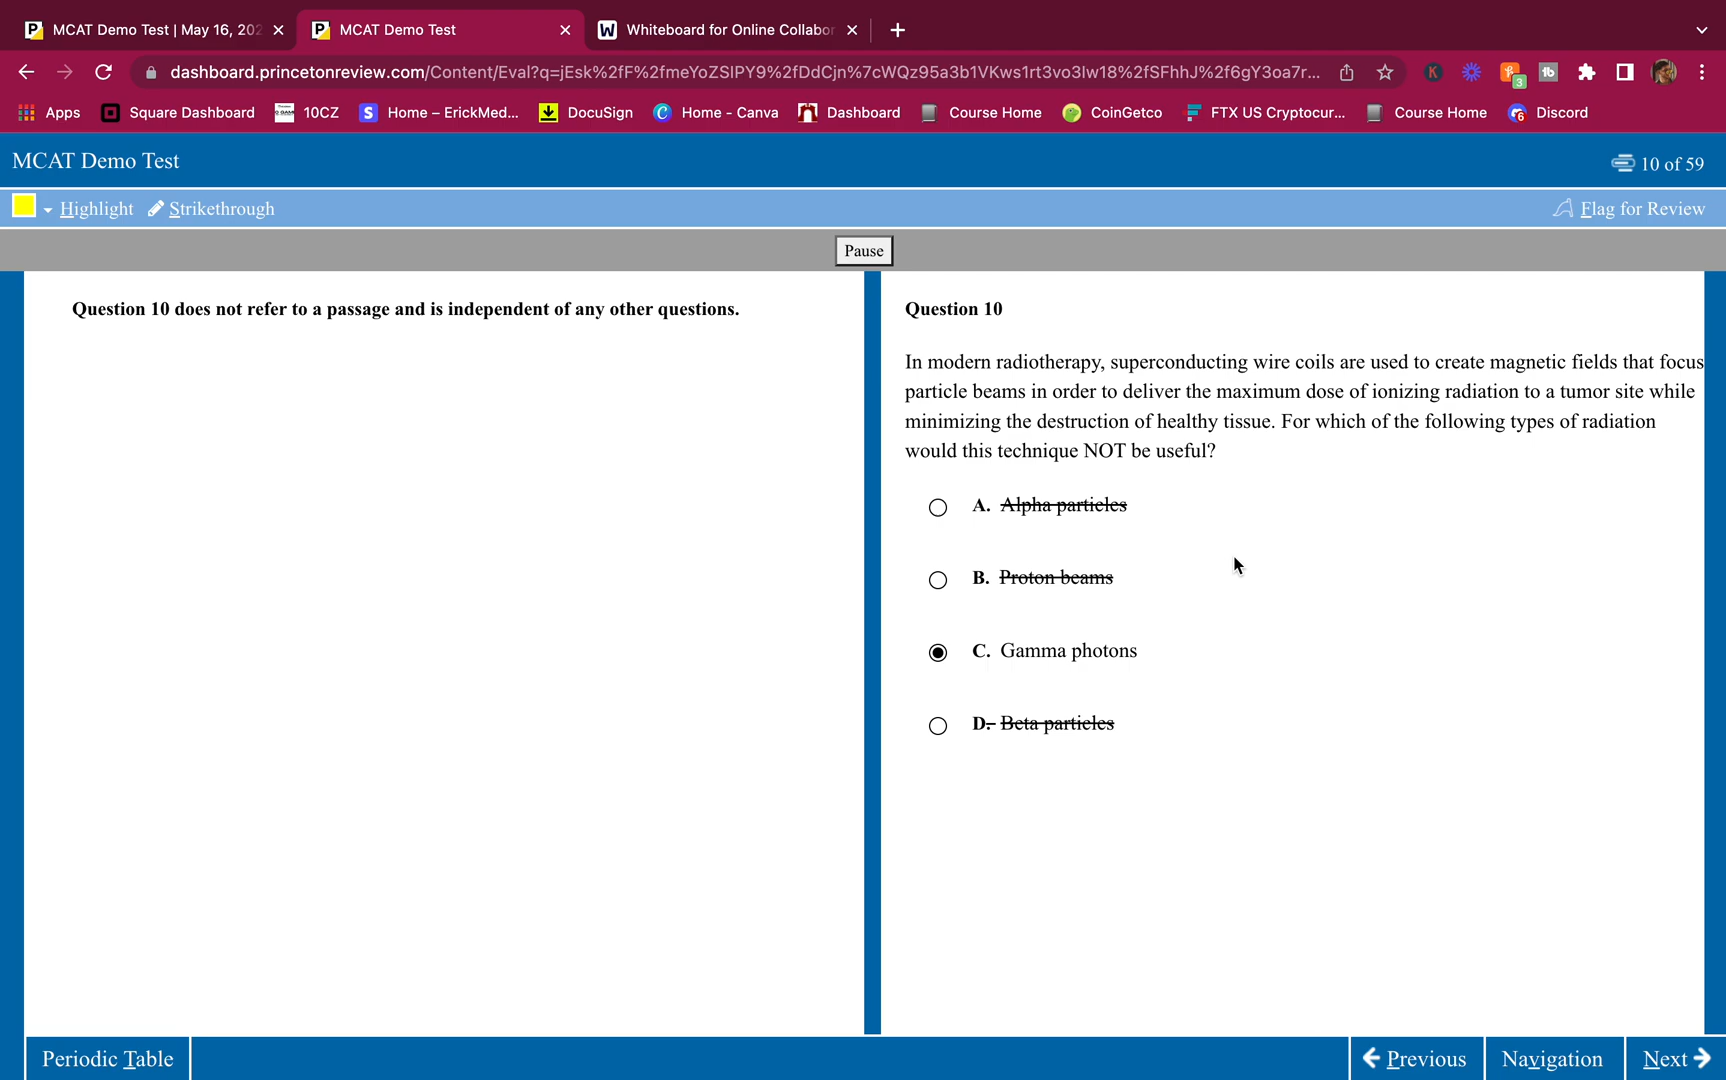 MCAT Demo Test | May 16, 202
MCAT Demo Test
Whiteboard for Online Collabor
dashboard.princetonreview.com/Content/Eval?q=jEsk%2fF%2fmeYoZSIPY9%2fDdCjn%7cWQz95a3b1VKws1rt3vo3lw18%2fSFhhJ%2f6gY3oa7r...
Apps
Square Dashboard
10CZ
Home – ErickMed...
DocuSign
Home - Canva
Dashboard
Course Home
CoinGetco
FTX US Cryptocur...
Course Home
Discord
MCAT Demo Test
10 of 59
Highlight
Strikethrough
Flag for Review
Pause
Question 10 does not refer to a passage and is independent of any other questions.
Question 10
In modern radiotherapy, superconducting wire coils are used to create magnetic fields that focus
particle beams in order to deliver the maximum dose of ionizing radiation to a tumor site while
minimizing the destruction of healthy tissue. For which of the following types of radiation
would this technique NOT be useful?
A. Alpha particles
B. Proton beams
C. Gamma photons
D. Beta particles
Periodic Table
Previous
Navigation
Next